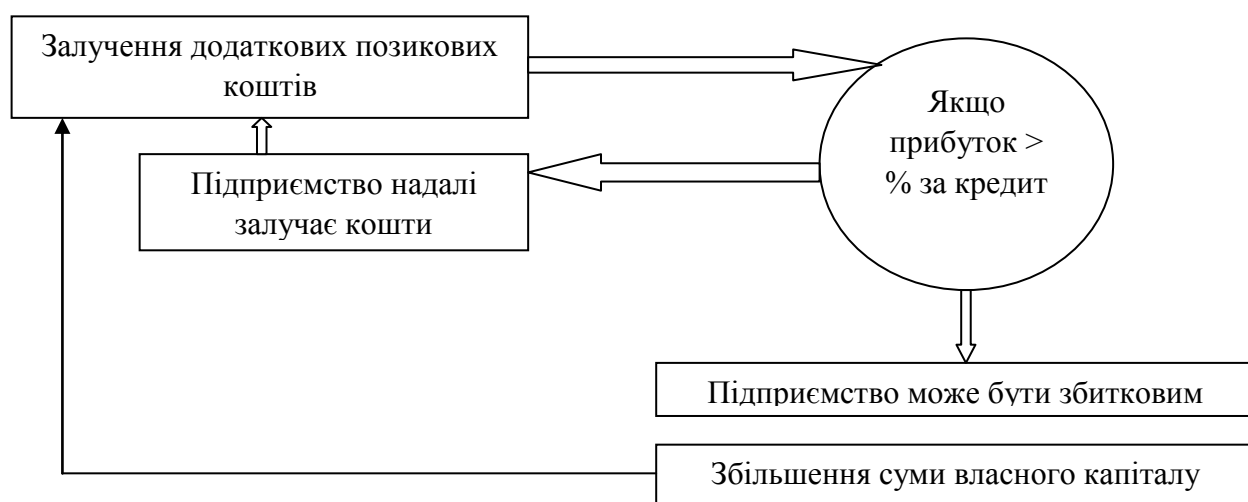 Залучення додаткових позикових
коштів
Якщо
прибуток >
% за кредит
Підприємство надалі
залучає кошти
Підприємство може бути збитковим
Збільшення суми власного капіталу